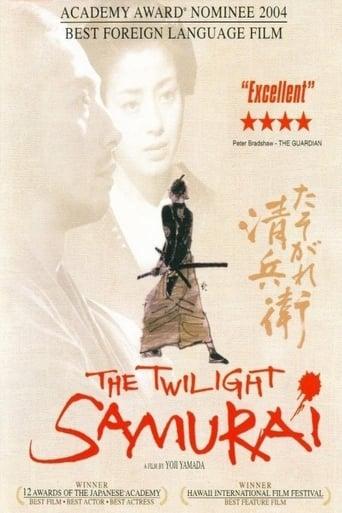 ACADEMY AWARD® NOMINEE 2004
BEST FOREIGN LANGUAGE FILM
"Excellent"
★★★★
Peter Bradshaw - THE GUARDIAN
たそがれ
清兵衛
THE TWILIGHT
SAMURAI
A FILM BY YOJI YAMADA
WINNER
12 AWARDS OF THE JAPANESE ACADEMY
BEST FILM • BEST ACTOR • BEST ACTRESS
WINNER
HAWAII INTERNATIONAL FILM FESTIVAL
BEST FEATURE FILM